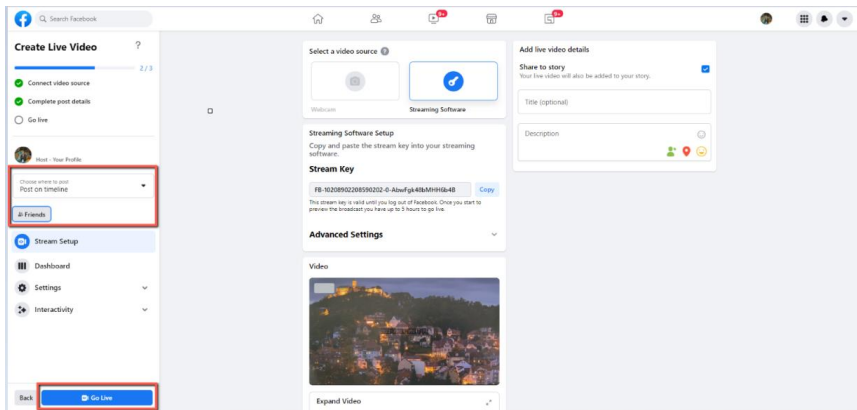 Search Facebook
9+
9+
Create Live Video
?
2 / 3
Connect video source
Complete post details
Go live
Host - Your Profile
Choose where to post
Post on timeline
Friends
Stream Setup
Dashboard
Settings
Interactivity
Back
Go Live
Select a video source
Webcam
Streaming Software
Streaming Software Setup
Copy and paste the stream key into your streaming
software.
Stream Key
FB-10208902208590202-0-AbwFgk48bMHH6b4B
Copy
This stream key is valid until you log out of Facebook. Once you start to
preview the broadcast you have up to 5 hours to go live.
Advanced Settings
Video
Expand Video
Add live video details
Share to story
Your live video will also be added to your story.
Title (optional)
Description